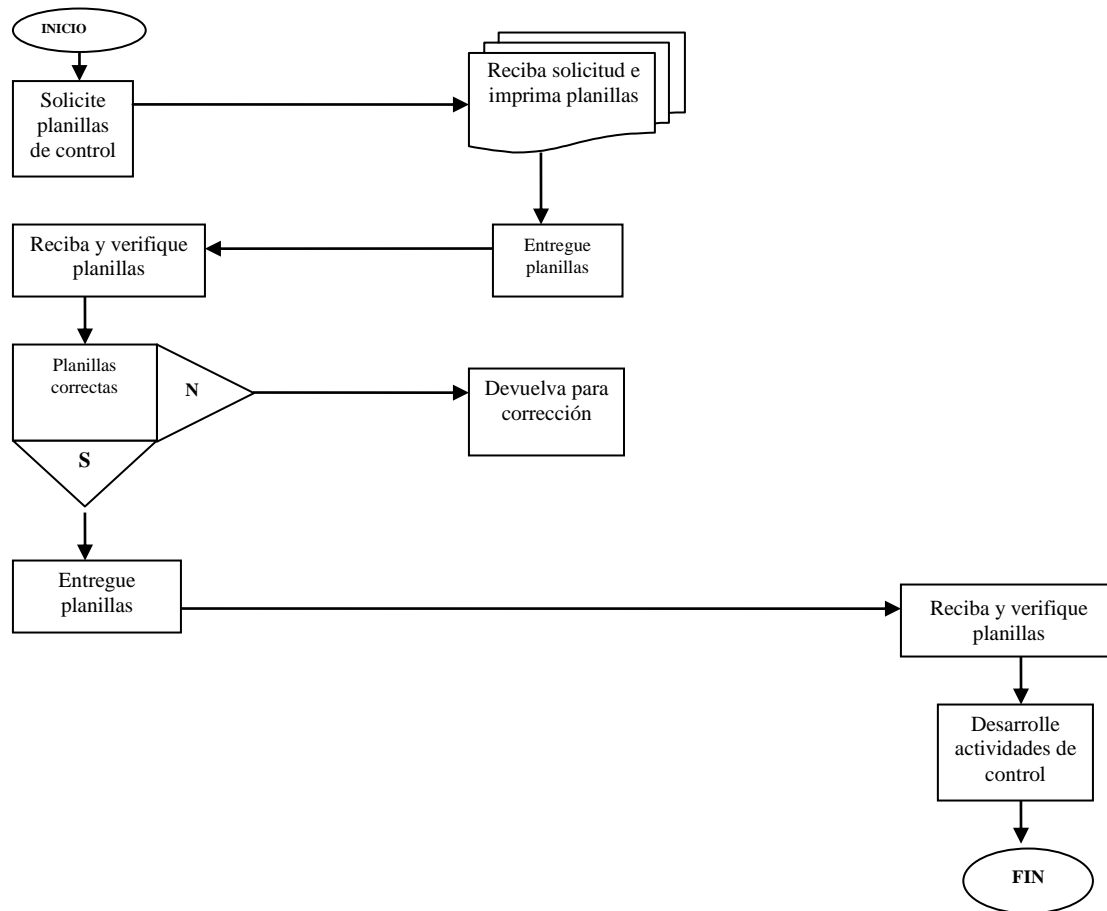 INICIO
Solicite
planillas
de control
Reciba solicitud e
imprima planillas
Entregue
planillas
Reciba y verifique
planillas
Planillas
correctas
N
S
Devuelva para
corrección
Entregue
planillas
Reciba y verifique
planillas
Desarrolle
actividades de
control
FIN